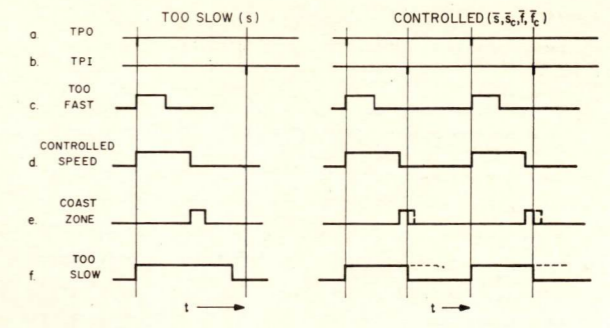 TOO SLOW (s)
CONTROLLED (s̄,s̄c,f̄,f̄c)
a. TPO
b. TPI
c. TOO FAST
d. CONTROLLED SPEED
e. COAST ZONE
f. TOO SLOW
t
t